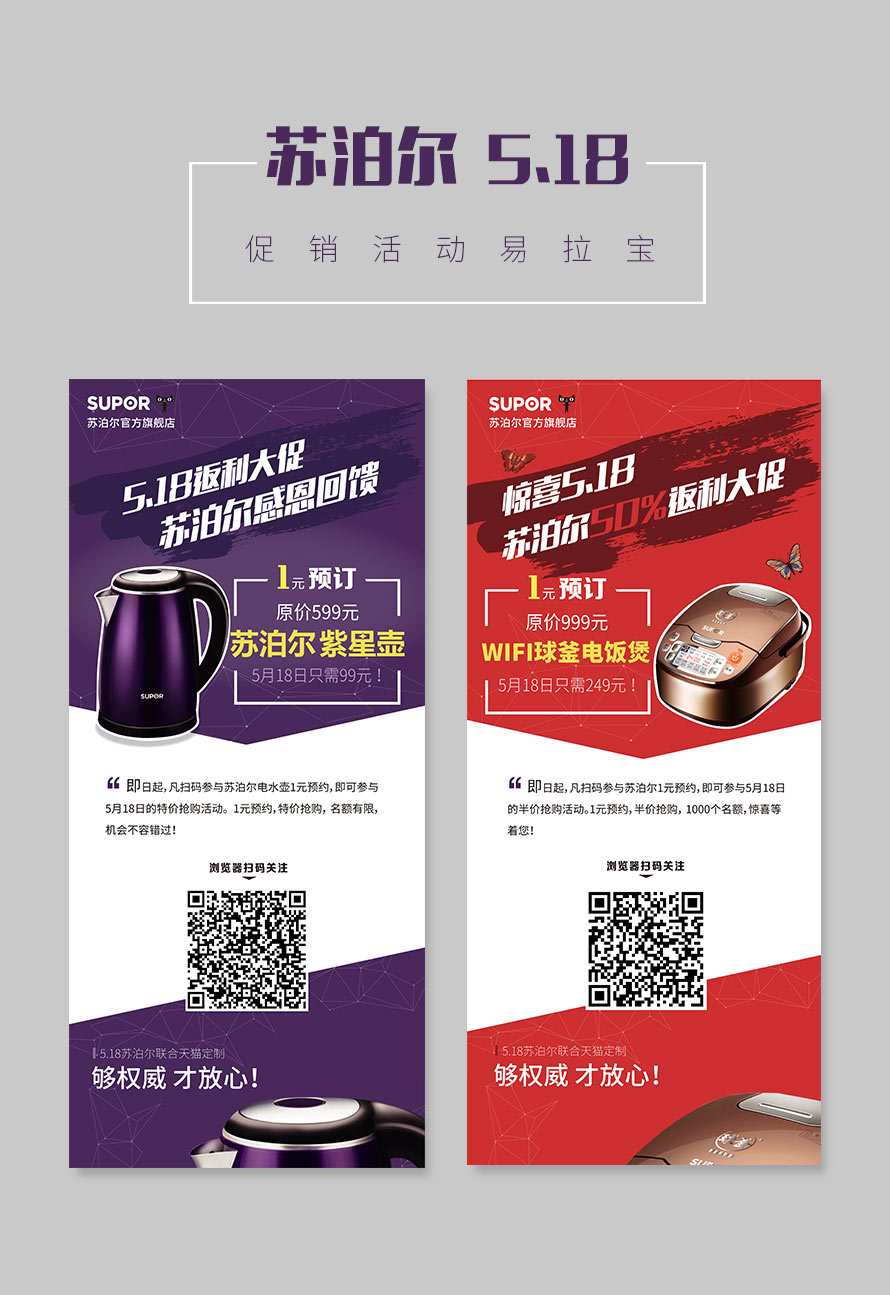 苏泊尔 5.18
促销活动易拉宝
SUPOR
苏泊尔官方旗舰店
5.18返利大促
苏泊尔感恩回馈
1元 预订
原价599元
苏泊尔 紫星壶
5月18日只需99元！
SUPOR
“即日起，凡扫码参与苏泊尔电水壶1元预约，即可参与
5月18日的特价抢购活动。1元预约，特价抢购，名额有限，
机会不容错过！
浏览器扫码关注
5.18苏泊尔联合天猫定制
够权威 才放心！
SUPOR
苏泊尔官方旗舰店
惊喜5.18
苏泊尔50%返利大促
1元 预订
原价999元
WIFI球釜电饭煲
5月18日只需249元！
“即日起，凡扫码参与苏泊尔1元预约，即可参与5月18日
的半价抢购活动。1元预约，半价抢购，1000个名额，惊喜等
着您！
浏览器扫码关注
5.18苏泊尔联合天猫定制
够权威 才放心！